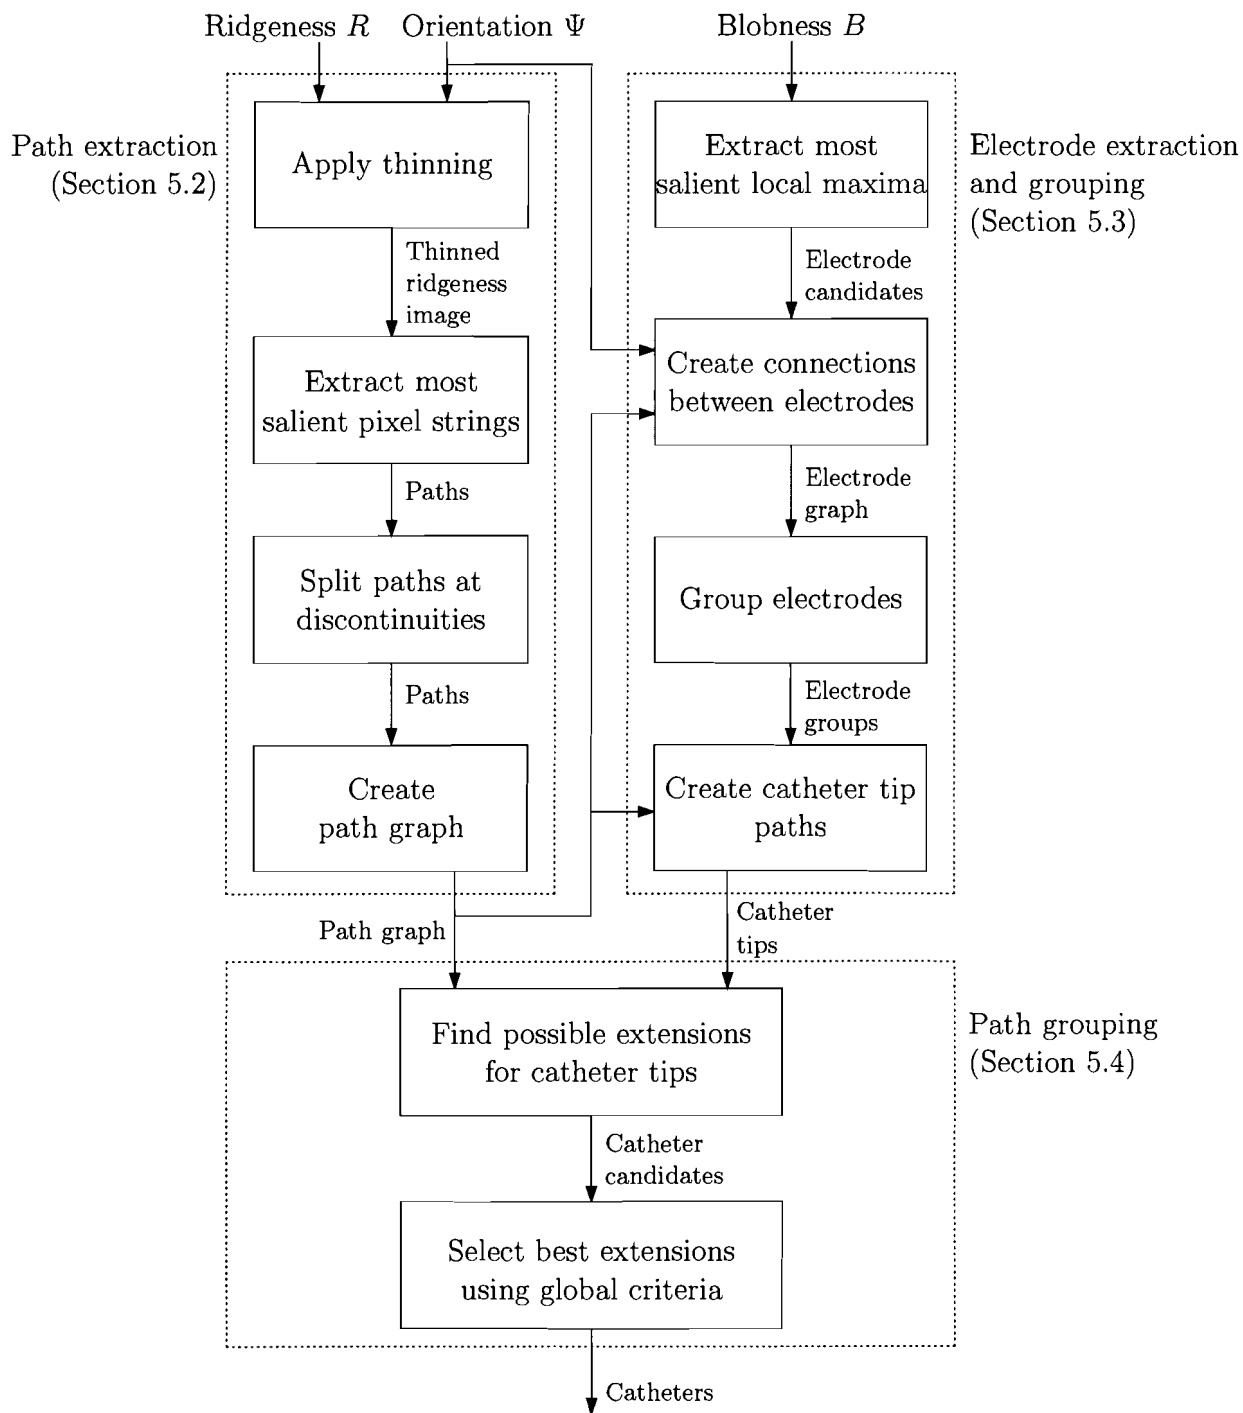 Ridgeness R
Orientation Ψ
Blobness B
Path extraction
(Section 5.2)
Apply thinning
Thinned
ridgeness
image
Extract most
salient pixel strings
Paths
Split paths at
discontinuities
Paths
Create
path graph
Path graph
Extract most
salient local maxima
Electrode extraction
and grouping
(Section 5.3)
Electrode
candidates
Create connections
between electrodes
Electrode
graph
Group electrodes
Electrode
groups
Create catheter tip
paths
Catheter
tips
Find possible extensions
for catheter tips
Path grouping
(Section 5.4)
Catheter
candidates
Select best extensions
using global criteria
Catheters